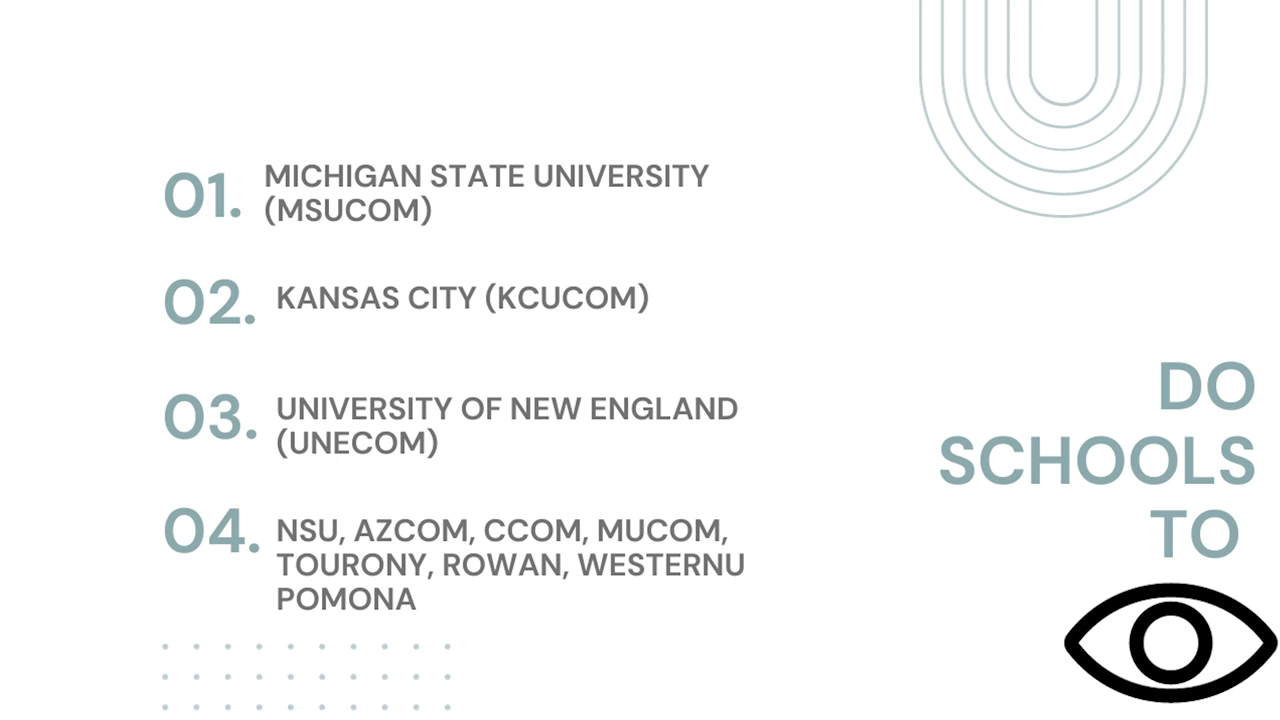 01. MICHIGAN STATE UNIVERSITY
(MSUCOM)
02. KANSAS CITY (KCUCOM)
03. UNIVERSITY OF NEW ENGLAND
(UNECOM)
04. NSU, AZCOM, CCOM, MUCOM,
TOURONY, ROWAN, WESTERNU
POMONA
DO
SCHOOLS
TO